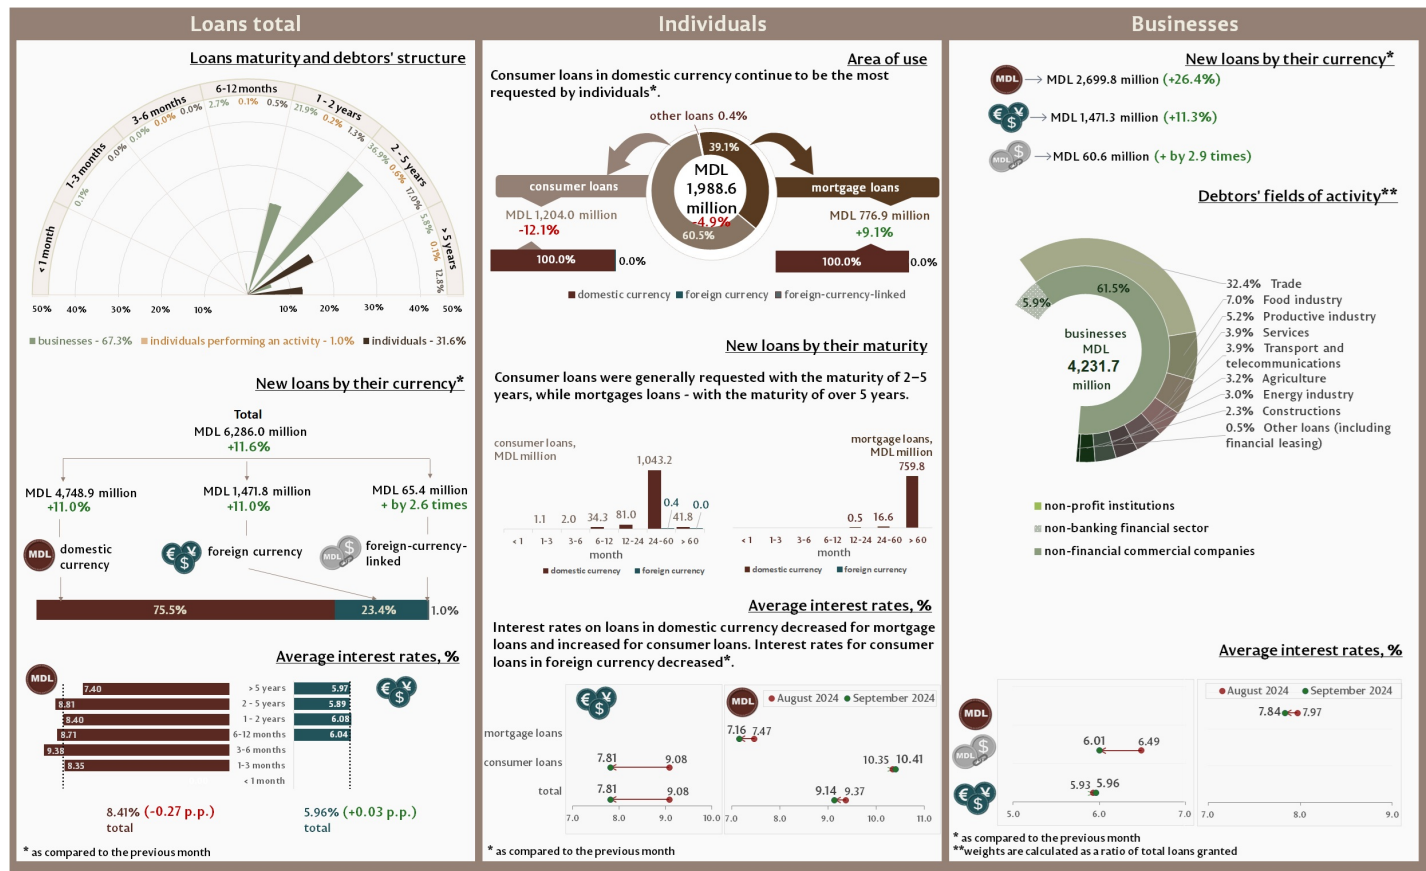 Loans total
Loans maturity and debtors' structure
< 1 month
1-3 months
3-6 months
6-12 months
1 - 2 years
2 - 5 years
> 5 years
0.1%
0.0%
0.0%
0.0%
0.0%
2.7%
0.1%
0.5%
21.9%
0.2%
1.3%
36.9%
0.6%
17.0%
5.8%
0.1%
12.8%
50% 40% 30% 20% 10% 10% 20% 30% 40% 50%
businesses - 67.3% individuals performing an activity - 1.0% individuals - 31.6%
New loans by their currency*
Total
MDL 6,286.0 million
+11.6%
MDL 4,748.9 million
+11.0%
MDL 1,471.8 million
+11.0%
MDL 65.4 million
+ by 2.6 times
MDL
domestic
currency
€ ¥ $
foreign currency
MDL $
foreign-currency-
linked
75.5% 23.4% 1.0%
Average interest rates, %
MDL
€ ¥ $
7.40 > 5 years 5.97
8.81 2 - 5 years 5.89
8.40 1 - 2 years 6.08
8.71 6-12 months 6.04
9.38 3-6 months
8.35 1-3 months
< 1 month
8.41% (-0.27 p.p.)
total
5.96% (+0.03 p.p.)
total
* as compared to the previous month
Individuals
Area of use
Consumer loans in domestic currency continue to be the most
requested by individuals*.
other loans 0.4%
39.1%
MDL
1,988.6
million
-4.9%
60.5%
consumer loans
MDL 1,204.0 million
-12.1%
100.0% 0.0%
mortgage loans
MDL 776.9 million
+9.1%
100.0% 0.0%
domestic currency foreign currency foreign-currency-linked
New loans by their maturity
Consumer loans were generally requested with the maturity of 2–5
years, while mortgages loans - with the maturity of over 5 years.
consumer loans,
MDL million
1.1 2.0 34.3 81.0 1,043.2 0.4 41.8 0.0
< 1 1-3 3-6 6-12 12-24 24-60 > 60
month
domestic currency foreign currency
mortgage loans,
MDL million
0.5 16.6 759.8
< 1 1-3 3-6 6-12 12-24 24-60 > 60
month
domestic currency foreign currency
Average interest rates, %
Interest rates on loans in domestic currency decreased for mortgage
loans and increased for consumer loans. Interest rates for consumer
loans in foreign currency decreased*.
€ ¥ $
MDL
August 2024 September 2024
mortgage loans 7.16 7.47
consumer loans 7.81 9.08 10.35 10.41
total 7.81 9.08 9.14 9.37
7.0 8.0 9.0 10.0 7.0 8.0 9.0 10.0 11.0
* as compared to the previous month
Businesses
New loans by their currency*
MDL MDL 2,699.8 million (+26.4%)
€ ¥ $ MDL 1,471.3 million (+11.3%)
MDL $ MDL 60.6 million (+ by 2.9 times)
Debtors' fields of activity**
5.9%
61.5%
businesses
MDL
4,231.7
million
32.4% Trade
7.0% Food industry
5.2% Productive industry
3.9% Services
3.9% Transport and
telecommunications
3.2% Agriculture
3.0% Energy industry
2.3% Constructions
0.5% Other loans (including
financial leasing)
non-profit institutions
non-banking financial sector
non-financial commercial companies
Average interest rates, %
August 2024 September 2024
MDL 7.84 7.97
MDL $ 6.01 6.49
€ ¥ $ 5.93 5.96
5.0 6.0 7.0 7.0 8.0 9.0
* as compared to the previous month
**weights are calculated as a ratio of total loans granted